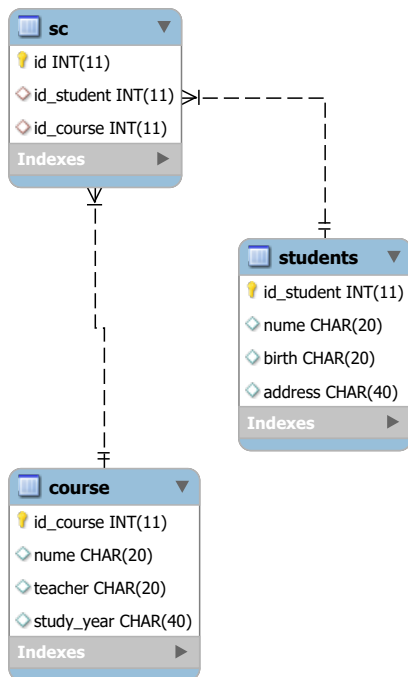 sc
id INT(11)
id_student INT(11)
id_course INT(11)
Indexes
students
id_student INT(11)
nume CHAR(20)
birth CHAR(20)
address CHAR(40)
Indexes
course
id_course INT(11)
nume CHAR(20)
teacher CHAR(20)
study_year CHAR(40)
Indexes